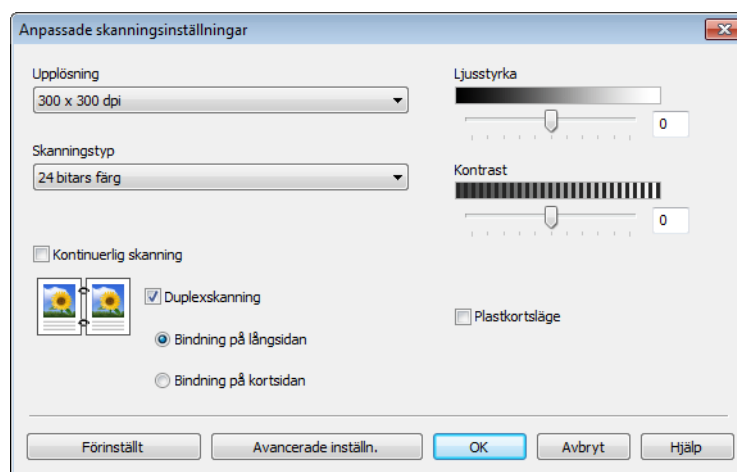 Anpassade skanningsinställningar
Upplösning
300 x 300 dpi
Skanningstyp
24 bitars färg
Kontinuerlig skanning
Duplexskanning
Bindning på långsidan
Bindning på kortsidan
Ljusstyrka
0
Kontrast
0
Plastkortsläge
Förinställt
Avancerade inställn.
OK
Avbryt
Hjälp